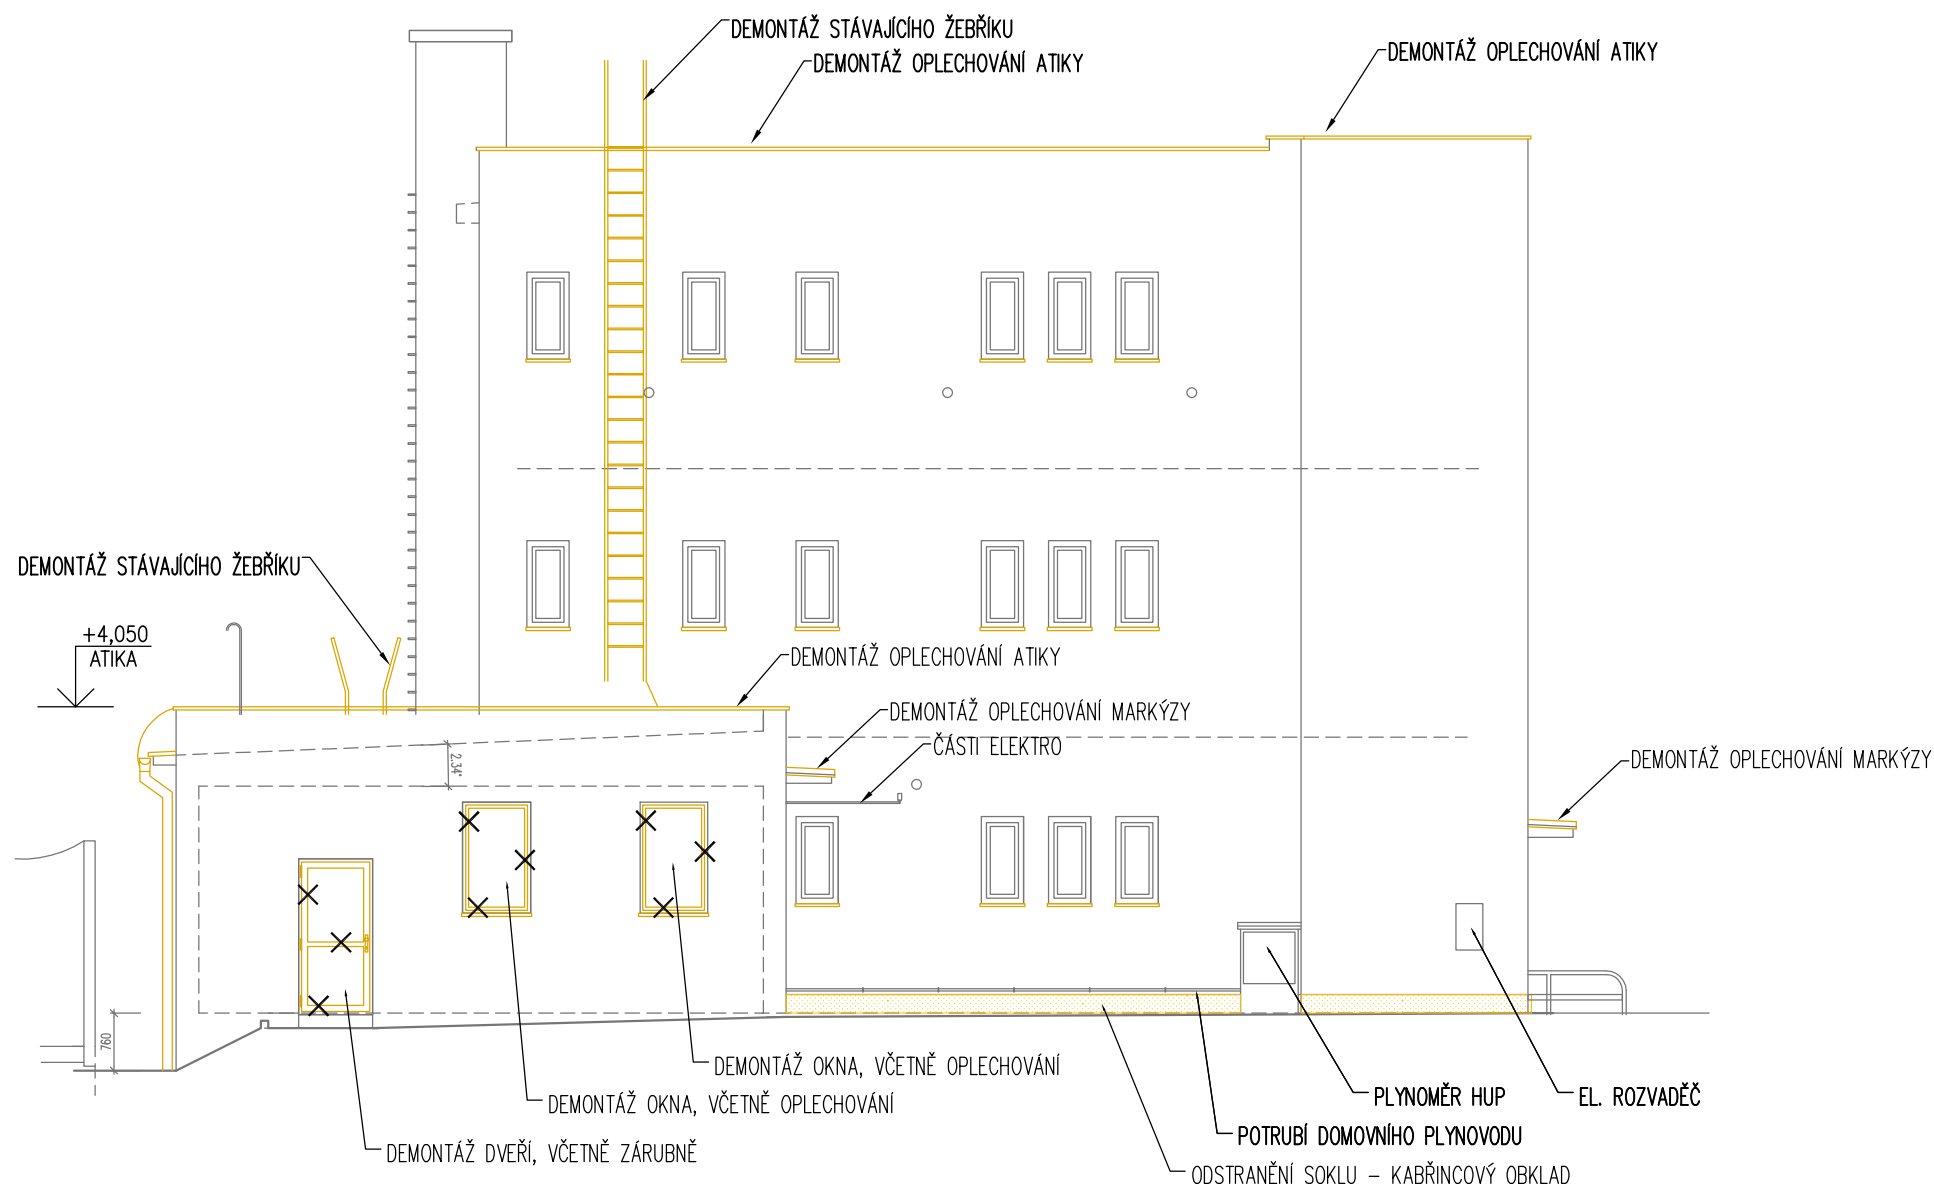 DEMONTÁŽ STÁVAJÍCÍHO ŽEBŘÍKU
DEMONTÁŽ OPLECHOVÁNÍ ATIKY
DEMONTÁŽ OPLECHOVÁNÍ ATIKY
DEMONTÁŽ STÁVAJÍCÍHO ŽEBŘÍKU
+4,050
ATIKA
DEMONTÁŽ OPLECHOVÁNÍ ATIKY
DEMONTÁŽ OPLECHOVÁNÍ MARKÝZY
ČÁSTI ELEKTRO
DEMONTÁŽ OPLECHOVÁNÍ MARKÝZY
2.34°
760
DEMONTÁŽ OKNA, VČETNĚ OPLECHOVÁNÍ
DEMONTÁŽ OKNA, VČETNĚ OPLECHOVÁNÍ
DEMONTÁŽ DVEŘÍ, VČETNĚ ZÁRUBNĚ
PLYNOMĚR HUP
EL. ROZVADĚČ
POTRUBÍ DOMOVNÍHO PLYNOVODU
ODSTRANĚNÍ SOKLU – KABŘINCOVÝ OBKLAD